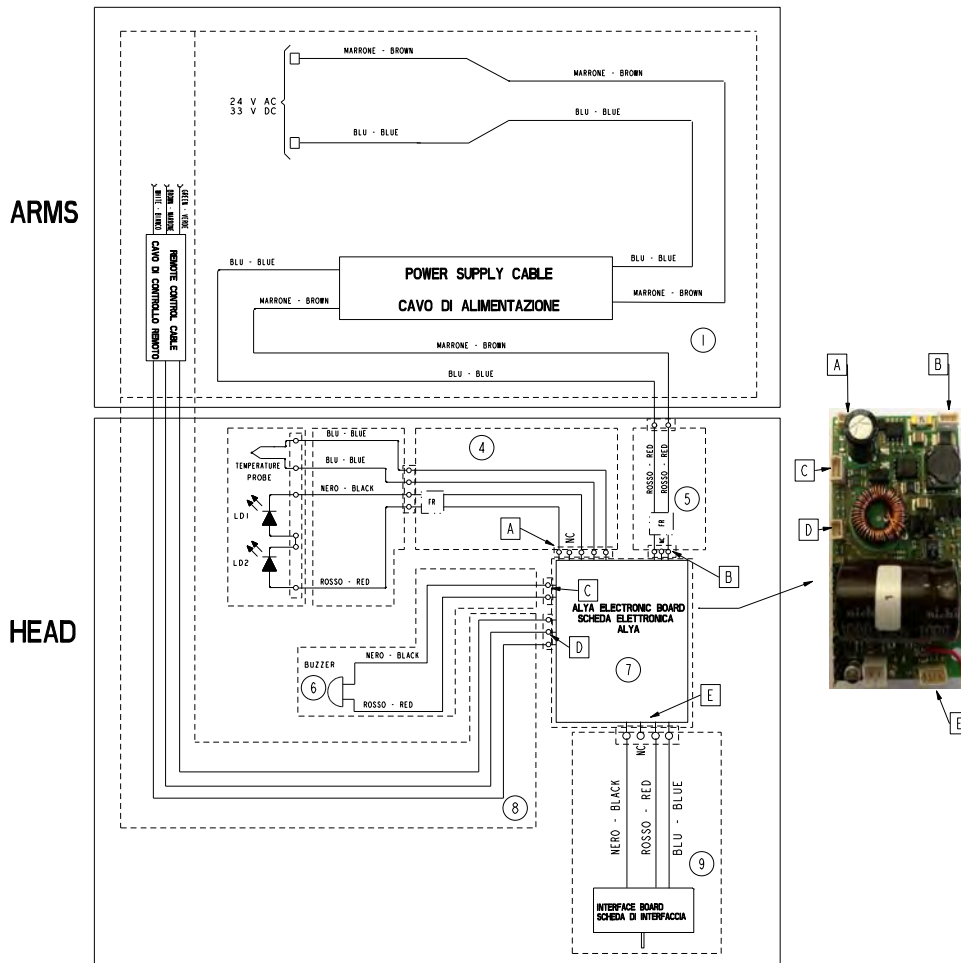 ARMS
MARRONE - BROWN
MARRONE - BROWN
24 V AC
33 V DC
BLU - BLUE
BLU - BLUE
GREEN - VERDE
BROWN - MARRONE
WHITE - BIANCO
REMOTE CONTROL CABLE
CAVO DI CONTROLLO REMOTO
BLU - BLUE
BLU - BLUE
POWER SUPPLY CABLE
CAVO DI ALIMENTAZIONE
MARRONE - BROWN
MARRONE - BROWN
MARRONE - BROWN
1
BLU - BLUE
A
B
C
D
E
HEAD
BLU - BLUE
BLU - BLUE
TEMPERATURE
PROBE
NERO - BLACK
LD1
LD2
ROSSO - RED
FR
4
ROSSO - RED
ROSSO - RED
5
FR
NC
A
NC
B
C
ALYA ELECTRONIC BOARD
SCHEDA ELETTRONICA
ALYA
D
7
E
BUZZER
NERO - BLACK
6
ROSSO - RED
8
NC
NERO - BLACK
ROSSO - RED
BLU - BLUE
9
INTERFACE BOARD
SCHEDA DI INTERFACCIA